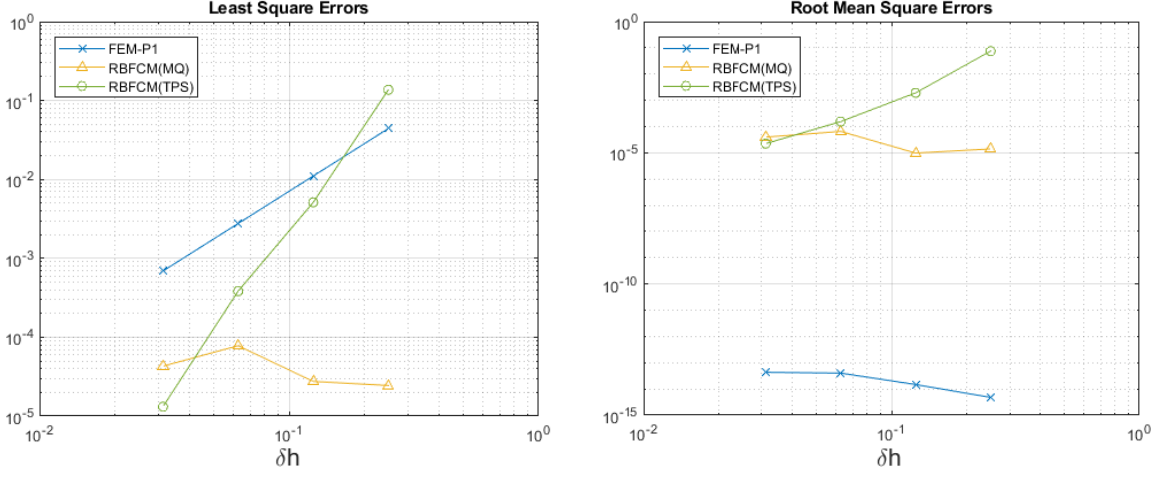 Least Square Errors
10^0
10^-1
10^-2
10^-3
10^-4
10^-5
FEM-P1
RBFCM(MQ)
RBFCM(TPS)
10^-2
10^-1
10^0
δh
Root Mean Square Errors
10^0
10^-5
10^-10
10^-15
FEM-P1
RBFCM(MQ)
RBFCM(TPS)
10^-2
10^-1
10^0
δh